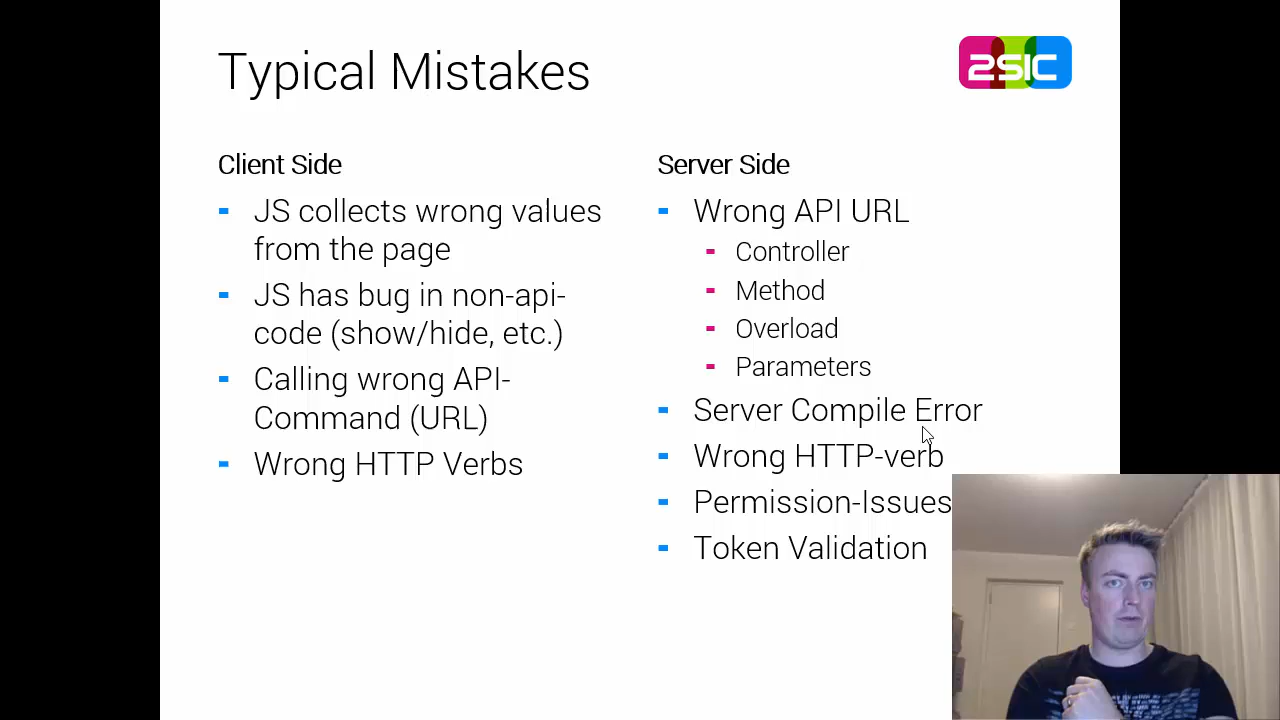 Typical Mistakes
2SIC
Client Side
JS collects wrong values
from the page
JS has bug in non-api-
code (show/hide, etc.)
Calling wrong API-
Command (URL)
Wrong HTTP Verbs
Server Side
Wrong API URL
Controller
Method
Overload
Parameters
Server Compile Error
Wrong HTTP-verb
Permission-Issues
Token Validation